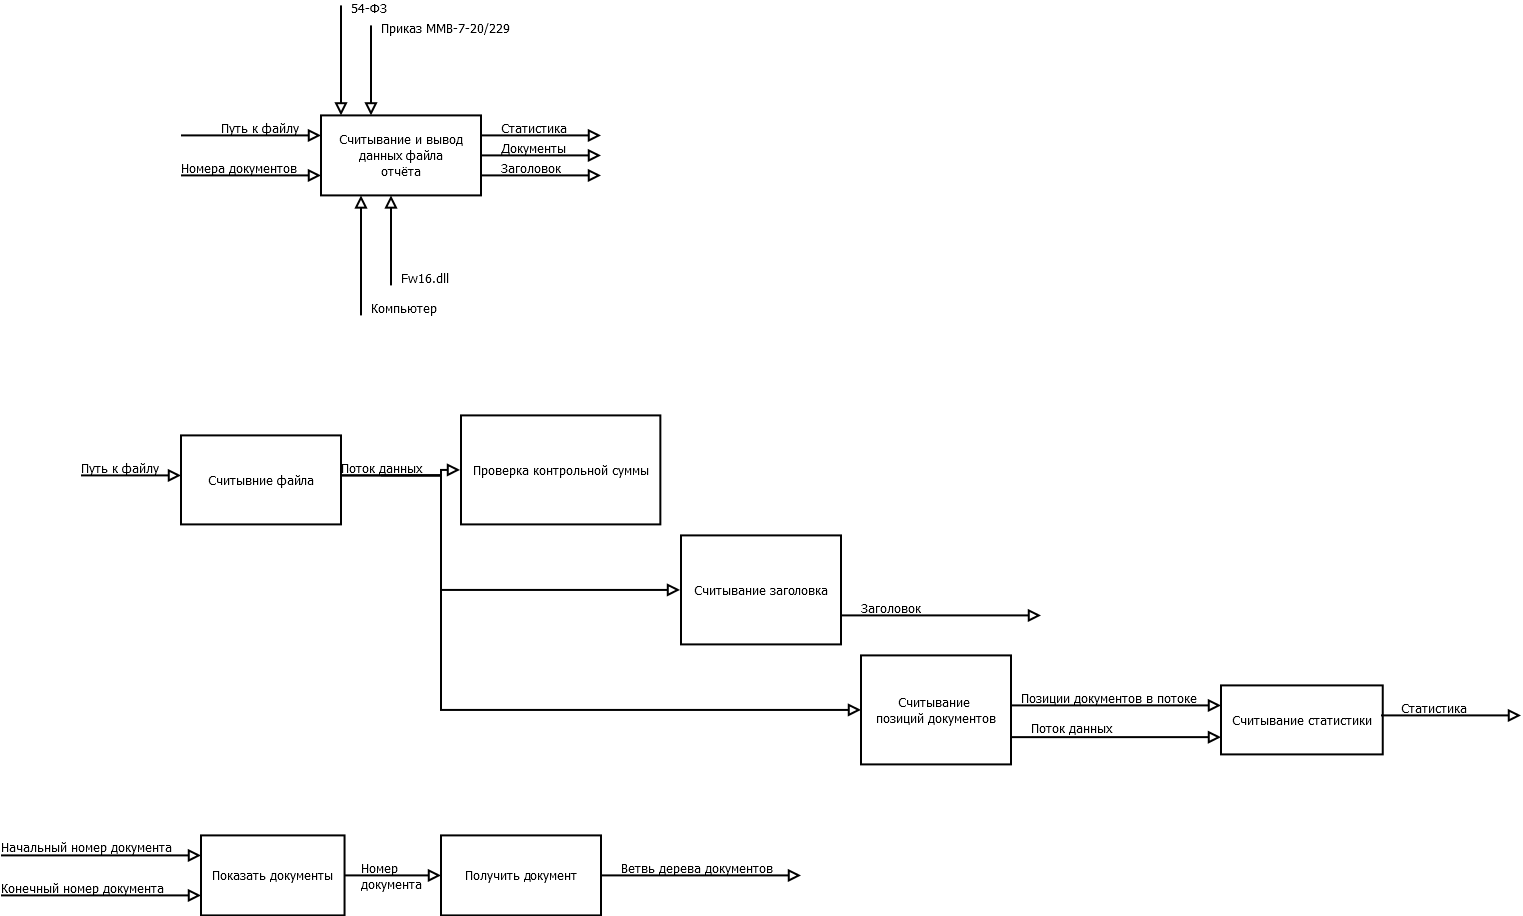 54-ФЗ
Приказ ММВ-7-20/229
Путь к файлу
Номера документов
Считывание и вывод
данных файла
отчёта
Статистика
Документы
Заголовок
Fw16.dll
Компьютер
Путь к файлу
Считывние файла
Поток данных
Проверка контрольной суммы
Считывание заголовка
Заголовок
Считывание
позиций документов
Позиции документов в потоке
Поток данных
Считывание статистики
Статистика
Начальный номер документа
Конечный номер документа
Показать документы
Номер
документа
Получить документ
Ветвь дерева документов